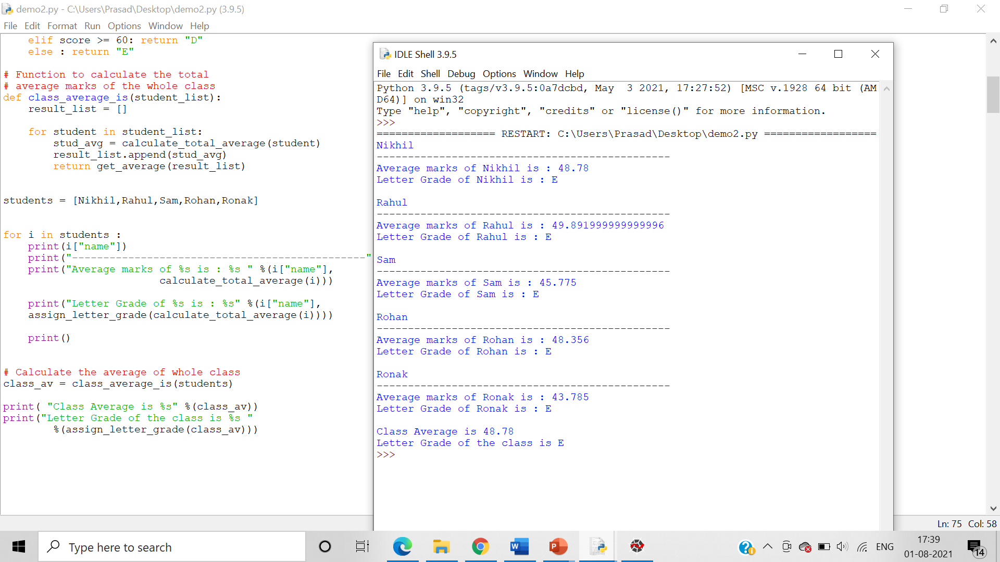 demo2.py - C:\Users\Prasad\Desktop\demo2.py (3.9.5)
File Edit Format Run Options Window Help
    elif score >= 60: return "D"
    else : return "E"

# Function to calculate the total
# average marks of the whole class
def class_average_is(student_list):
    result_list = []

    for student in student_list:
        stud_avg = calculate_total_average(student)
        result_list.append(stud_avg)
        return get_average(result_list)

students = [Nikhil,Rahul,Sam,Rohan,Ronak]

for i in students :
    print(i["name"])
    print("-----------------------------------------------"
    print("Average marks of %s is : %s " %(i["name"],
                         calculate_total_average(i)))

    print("Letter Grade of %s is : %s" %(i["name"],
    assign_letter_grade(calculate_total_average(i))))

    print()

# Calculate the average of whole class
class_av = class_average_is(students)

print( "Class Average is %s" %(class_av))
print("Letter Grade of the class is %s "
        %(assign_letter_grade(class_av)))
IDLE Shell 3.9.5
File Edit Shell Debug Options Window Help
Python 3.9.5 (tags/v3.9.5:0a7dcbd, May  3 2021, 17:27:52) [MSC v.1928 64 bit (AM
D64)] on win32
Type "help", "copyright", "credits" or "license()" for more information.
>>>
=================== RESTART: C:\Users\Prasad\Desktop\demo2.py ==================
Nikhil
-----------------------------------------------
Average marks of Nikhil is : 48.78
Letter Grade of Nikhil is : E

Rahul
-----------------------------------------------
Average marks of Rahul is : 49.891999999999996
Letter Grade of Rahul is : E

Sam
-----------------------------------------------
Average marks of Sam is : 45.775
Letter Grade of Sam is : E

Rohan
-----------------------------------------------
Average marks of Rohan is : 48.356
Letter Grade of Rohan is : E

Ronak
-----------------------------------------------
Average marks of Ronak is : 43.785
Letter Grade of Ronak is : E

Class Average is 48.78
Letter Grade of the class is E
>>>
Ln: 75 Col: 58
Type here to search
W
P
ENG
17:39
01-08-2021
14